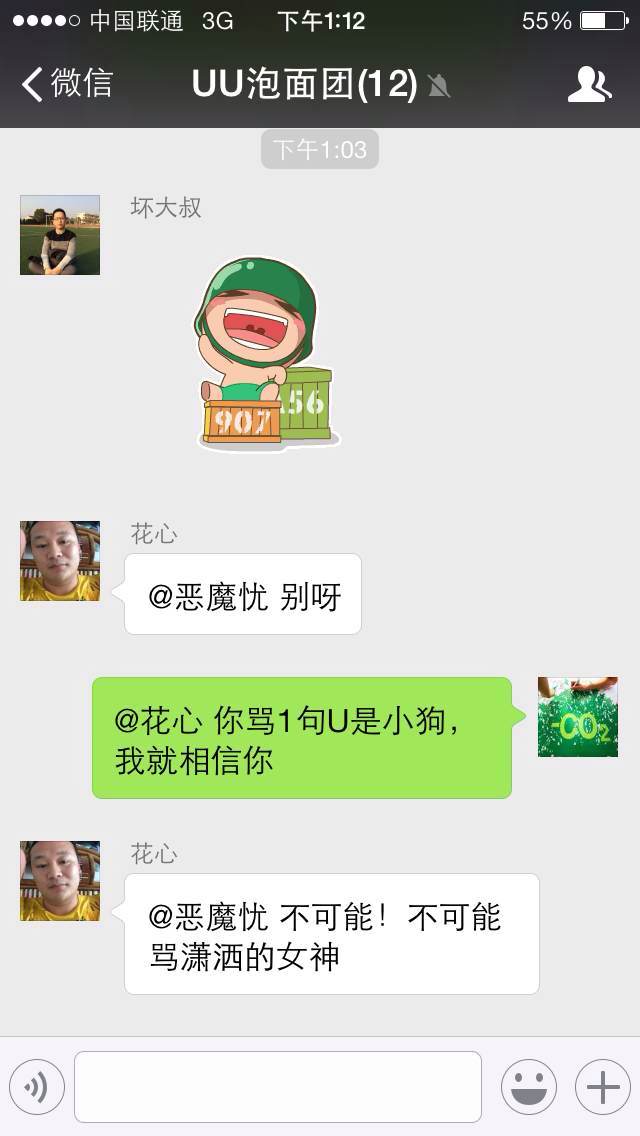 中国联通 3G 下午1:12 55%
微信 UU泡面团(12)
下午1:03
坏大叔
907
A56
花心
@恶魔忧 别呀
@花心 你骂1句U是小狗，
我就相信你
-CO2
花心
@恶魔忧 不可能！不可能
骂潇洒的女神